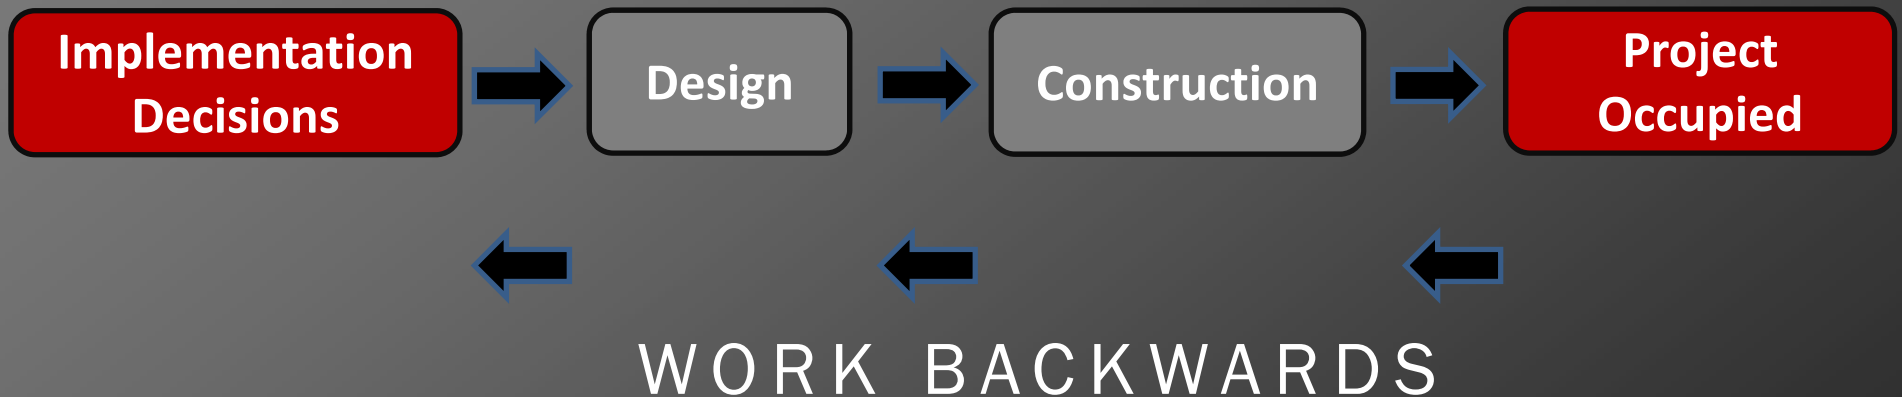 Implementation
Decisions
Design
Construction
Project
Occupied
WORK BACKWARDS